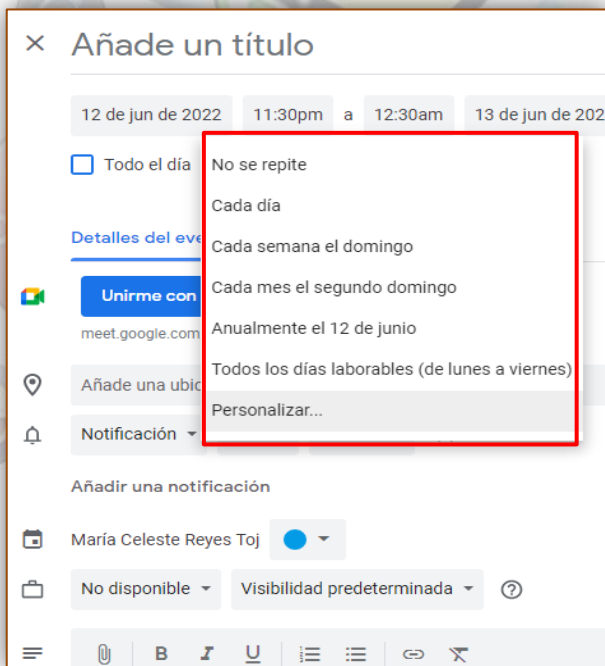 Añade un título
12 de jun de 2022 11:30pm a 12:30am 13 de jun de 202
Todo el día
No se repite
Cada día
Cada semana el domingo
Cada mes el segundo domingo
Anualmente el 12 de junio
Todos los días laborables (de lunes a viernes)
Personalizar...
Detalles del eve
Unirme con
meet.google.com
Añade una ubic
Notificación
Añadir una notificación
María Celeste Reyes Toj
No disponible Visibilidad predeterminada
B I U